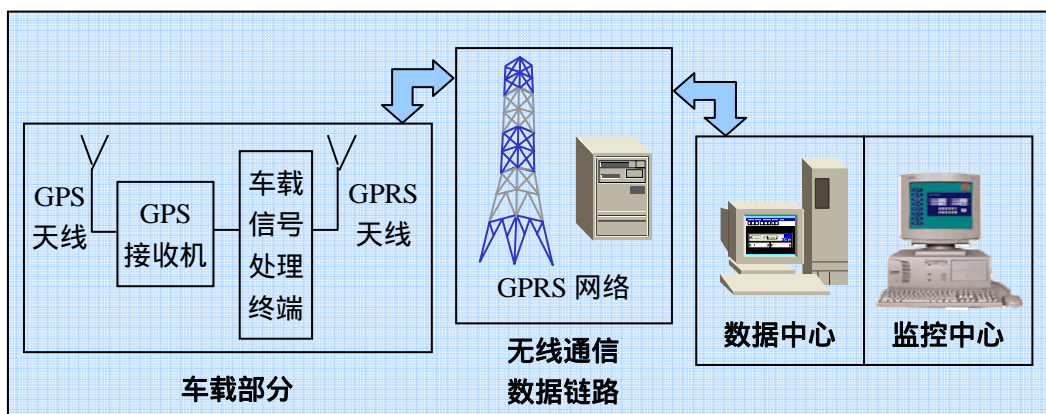 GPS
天线
GPS
接收机
车载
信号
处理
终端
GPRS
天线
车载部分
GPRS 网络
无线通信
数据链路
数据中心
监控中心